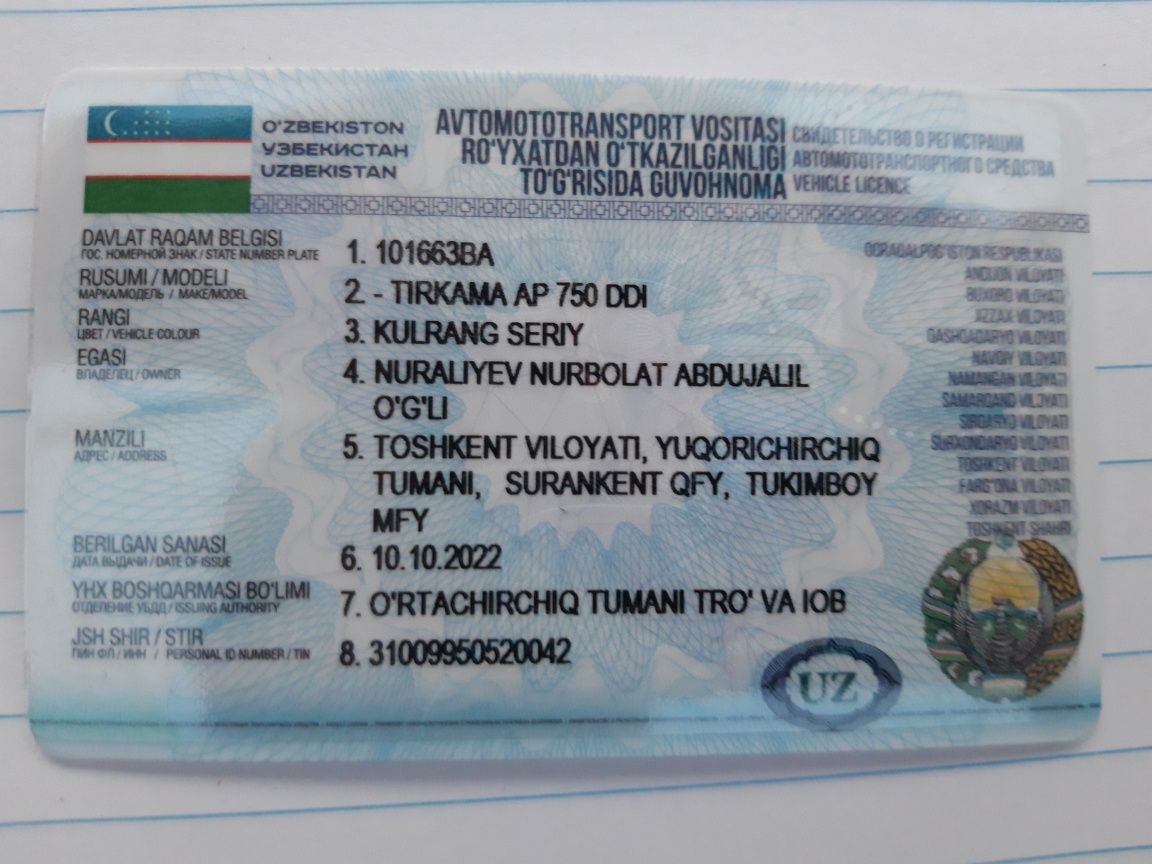 O'ZBEKISTON
УЗБЕКИСТАН
UZBEKISTAN
AVTOMOTOTRANSPORT VOSITASI
RO'YXATDAN O'TKAZILGANLIGI
TO'G'RISIDA GUVOHNOMA
СВИДЕТЕЛЬСТВО О РЕГИСТРАЦИИ
АВТОМОТОТРАНСПОРТНОГО СРЕДСТВА
VEHICLE LICENCE
DAVLAT RAQAM BELGISI
ГОС. НОМЕРНОЙ ЗНАК / STATE NUMBER PLATE
1. 101663BA
RUSUMI / MODELI
МАРКА/МОДЕЛЬ / MAKE/MODEL
2. - TIRKAMA AP 750 DDI
RANGI
ЦВЕТ / VEHICLE COLOUR
3. KULRANG SERIY
EGASI
ВЛАДЕЛЕЦ / OWNER
4. NURALIYEV NURBOLAT ABDUJALIL
O'G'LI
MANZILI
АДРЕС / ADDRESS
5. TOSHKENT VILOYATI, YUQORICHIRCHIQ
TUMANI, SURANKENT QFY, TUKIMBOY
MFY
BERILGAN SANASI
ДАТА ВЫДАЧИ / DATE OF ISSUE
6. 10.10.2022
YHX BOSHQARMASI BO'LIMI
ОТДЕЛЕНИЕ УБДД / ISSUING AUTHORITY
7. O'RTACHIRCHIQ TUMANI TRO' VA IOB
JSH SHIR / STIR
ПИН ФЛ / ИНН / PERSONAL ID NUMBER / TIN
8. 31009950520042
QORAQALPOG'ISTON RESPUBLIKASI
ANDIJON VILOYATI
BUXORO VILOYATI
JIZZAX VILOYATI
QASHQADARYO VILOYATI
NAVOIY VILOYATI
NAMANGAN VILOYATI
SAMARQAND VILOYATI
SIRDARYO VILOYATI
SURXONDARYO VILOYATI
TOSHKENT VILOYATI
FARG'ONA VILOYATI
XORAZM VILOYATI
TOSHKENT SHAHRI
UZ